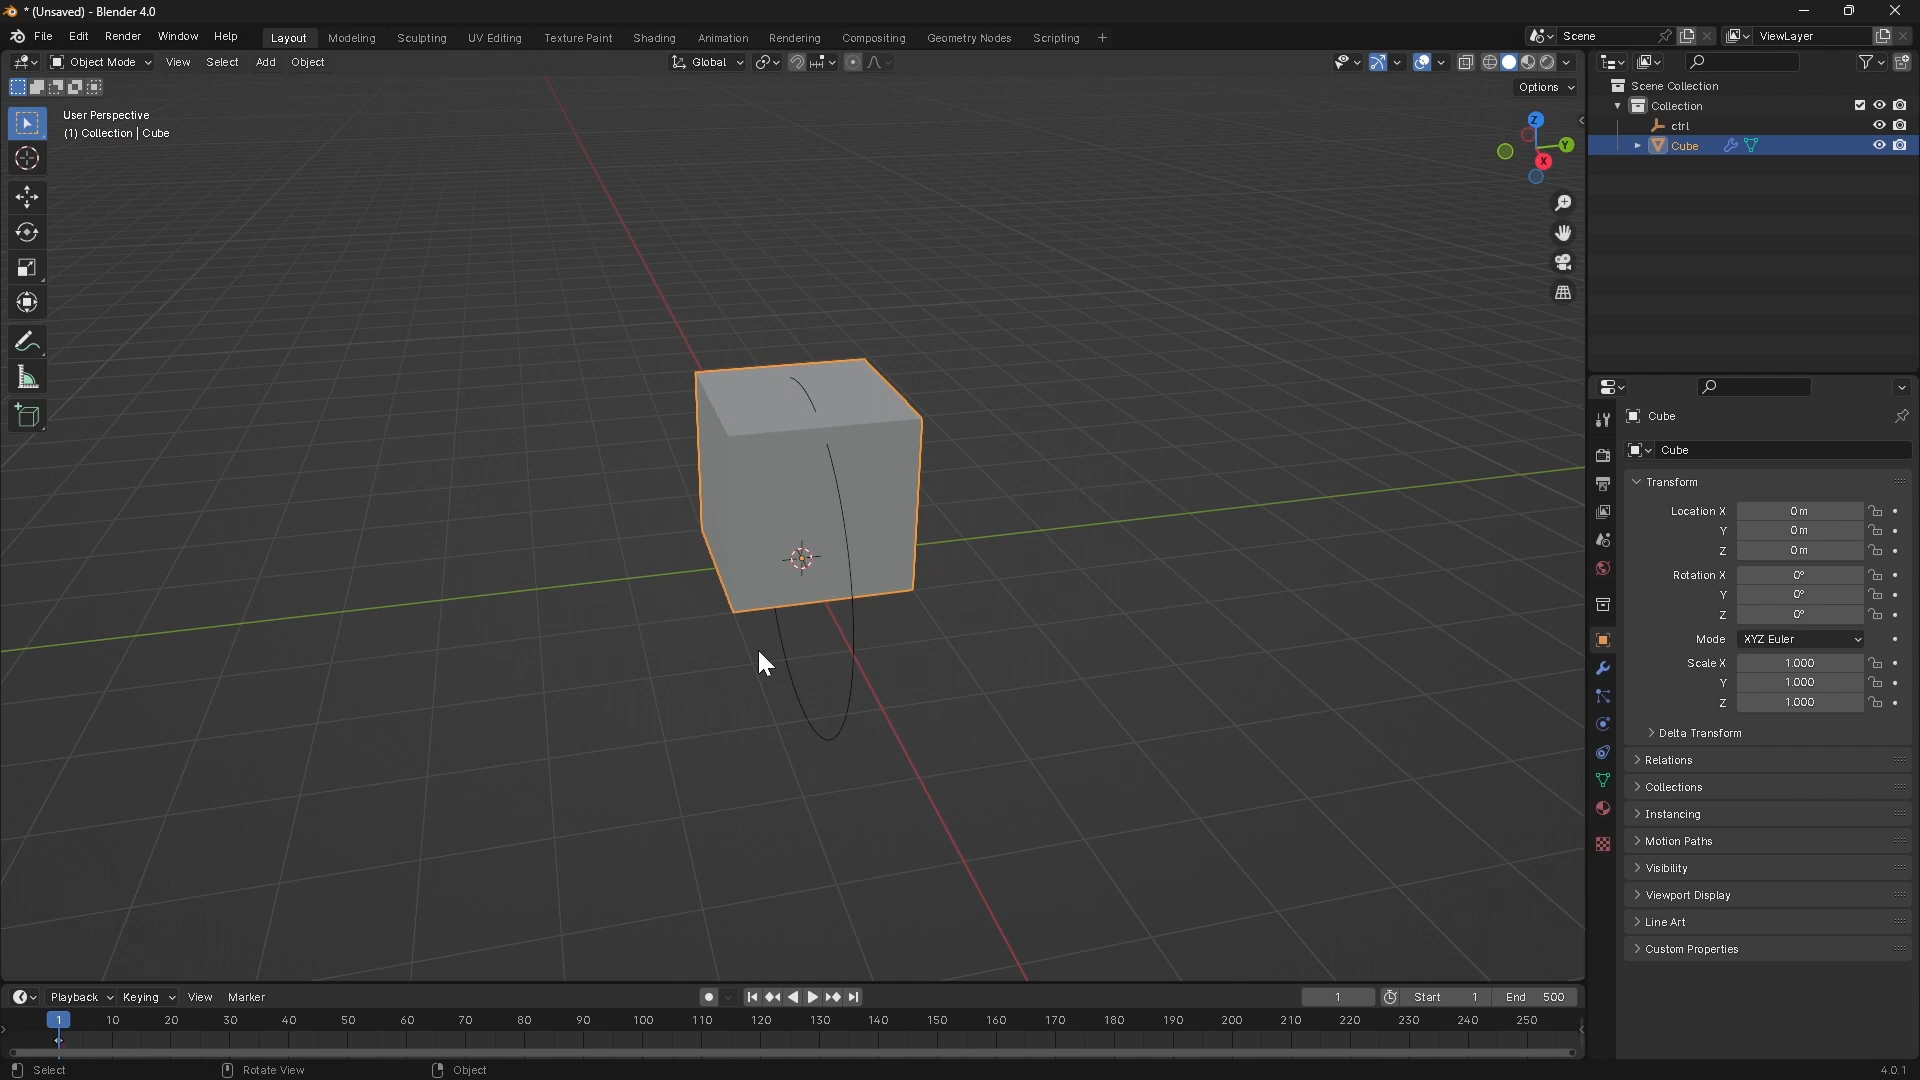 * (Unsaved) - Blender 4.0
File Edit Render Window Help Layout Modeling Sculpting UV Editing Texture Paint Shading Animation Rendering Compositing Geometry Nodes Scripting + Scene ViewLayer
Object Mode View Select Add Object Global
Options
User Perspective
(1) Collection | Cube
Z
Y
X
Scene Collection
Collection
ctrl
Cube
Cube
Cube
Transform
Location X 0 m
Y 0 m
Z 0 m
Rotation X 0°
Y 0°
Z 0°
Mode XYZ Euler
Scale X 1.000
Y 1.000
Z 1.000
Delta Transform
Relations
Collections
Instancing
Motion Paths
Visibility
Viewport Display
Line Art
Custom Properties
Playback Keying View Marker 1 Start 1 End 500
1 10 20 30 40 50 60 70 80 90 100 110 120 130 140 150 160 170 180 190 200 210 220 230 240 250
Select Rotate View Object 4.0.1